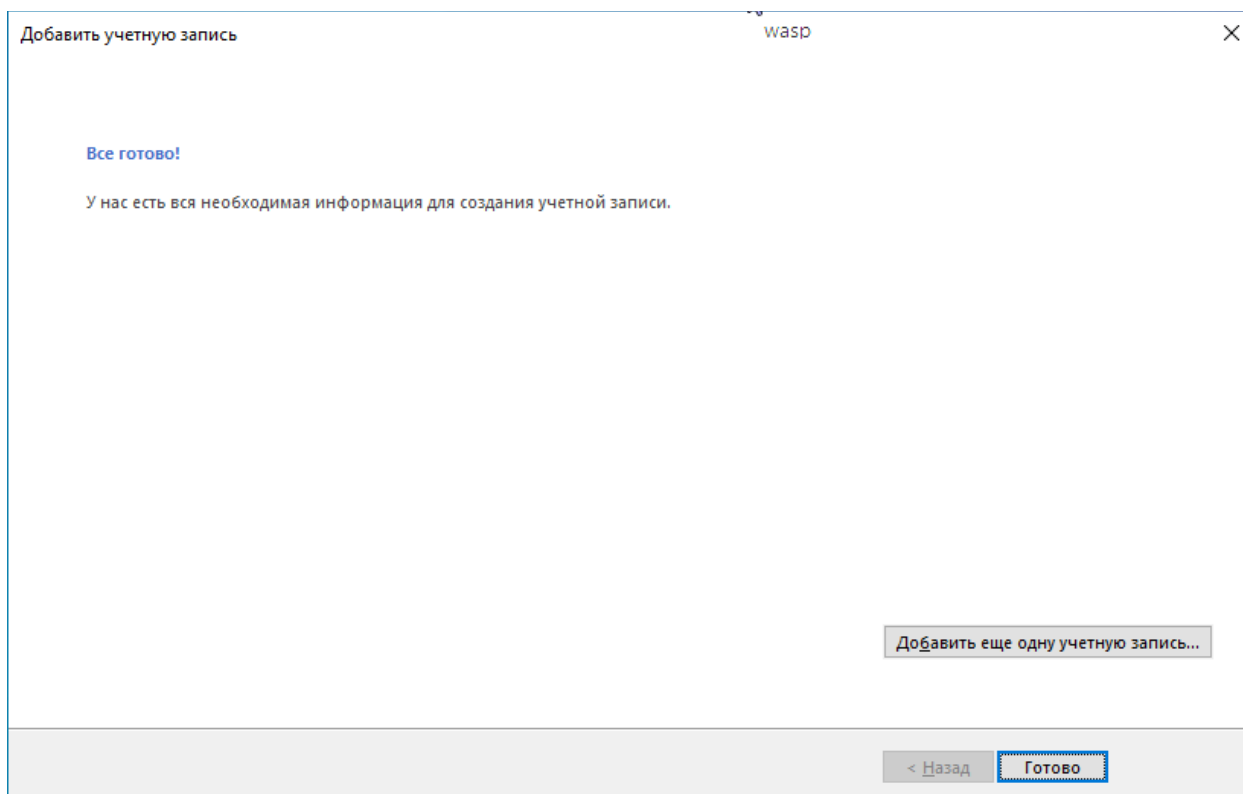 Добавить учетную запись
wasp
Все готово!
У нас есть вся необходимая информация для создания учетной записи.
Добавить еще одну учетную запись...
< Назад
Готово